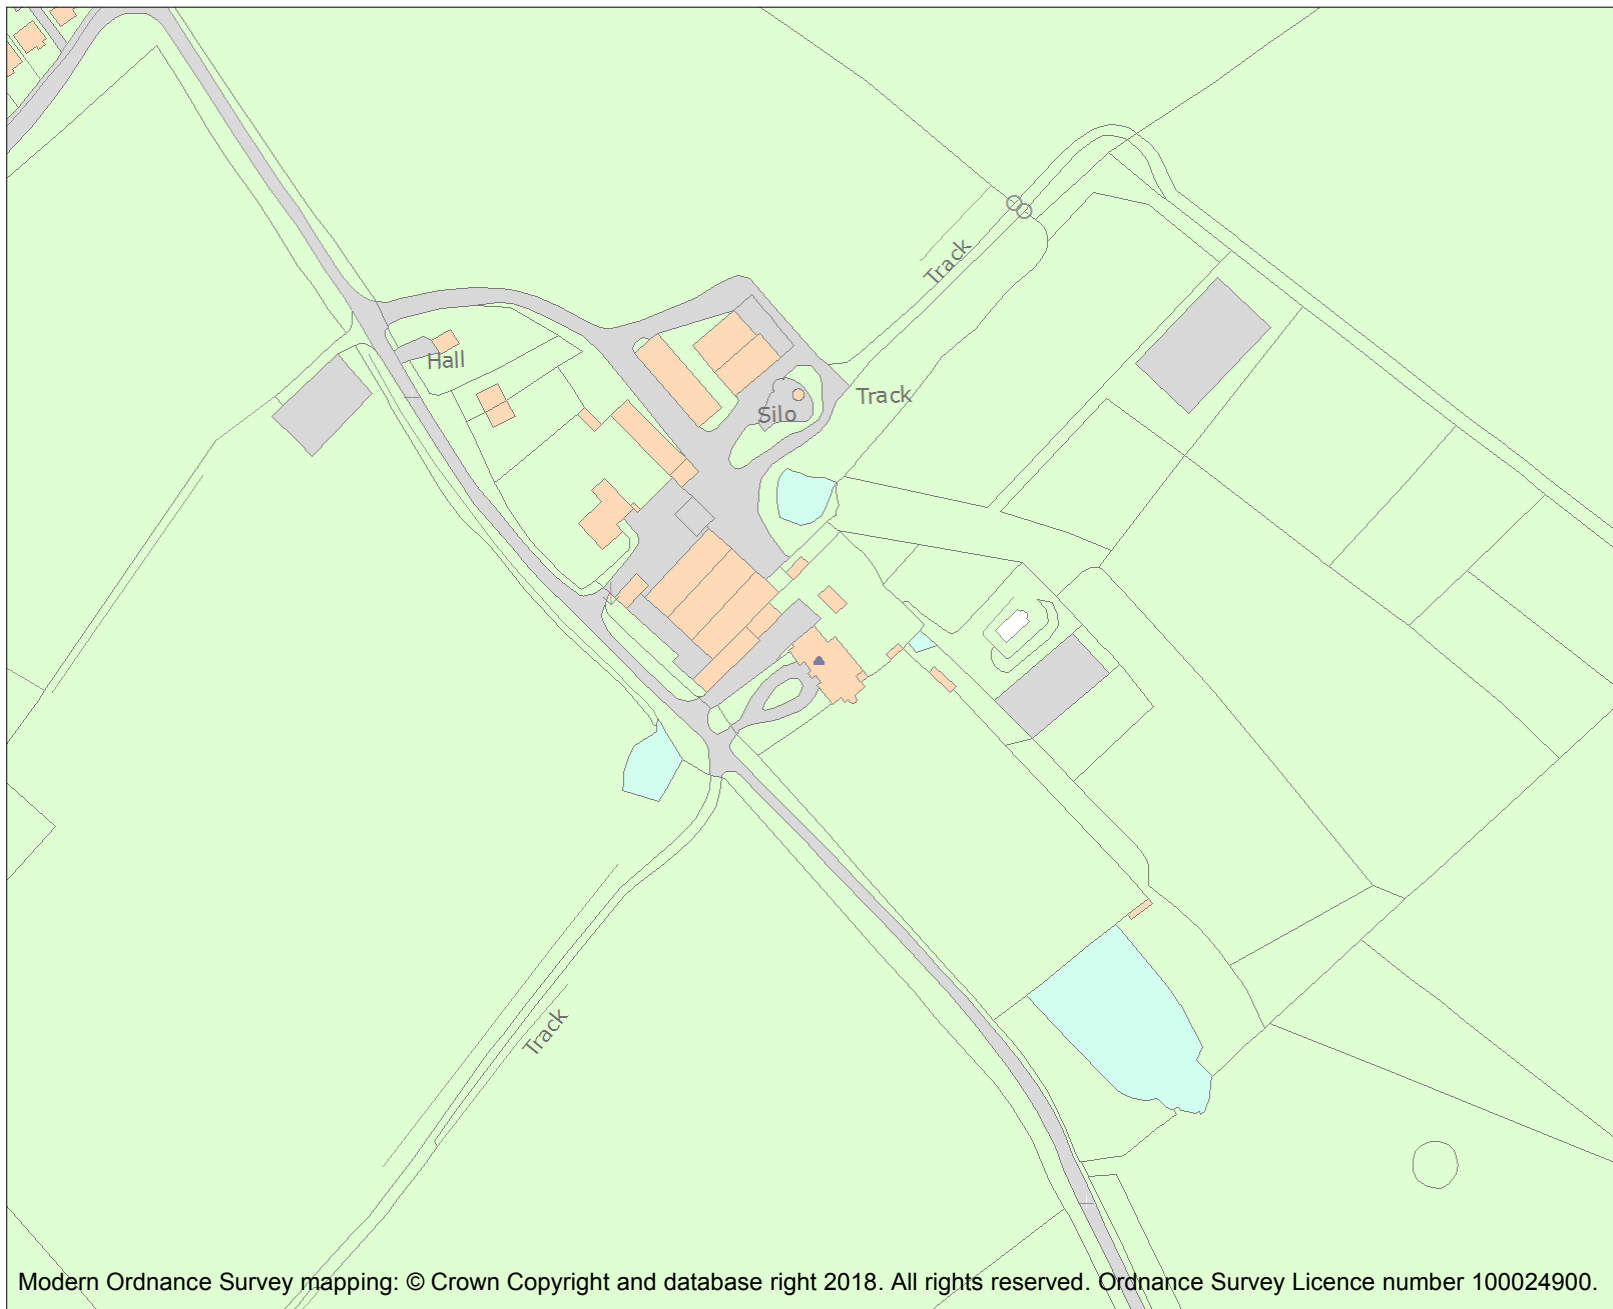 Track
Hall
Track
Silo
Track
Modern Ordnance Survey mapping: © Crown Copyright and database right 2018. All rights reserved. Ordnance Survey Licence number 100024900.